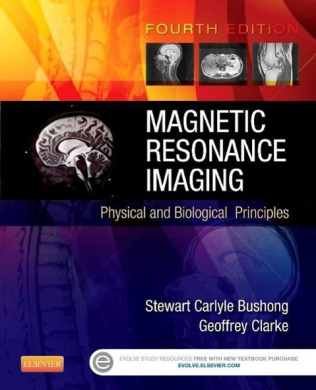 FOURTH EDITION
MAGNETIC
RESONANCE
IMAGING
Physical and Biological Principles
Stewart Carlyle Bushong
Geoffrey Clarke
ELSEVIER
EVOLVE STUDY RESOURCES FREE WITH NEW TEXTBOOK PURCHASE
EVOLVE.ELSEVIER.COM